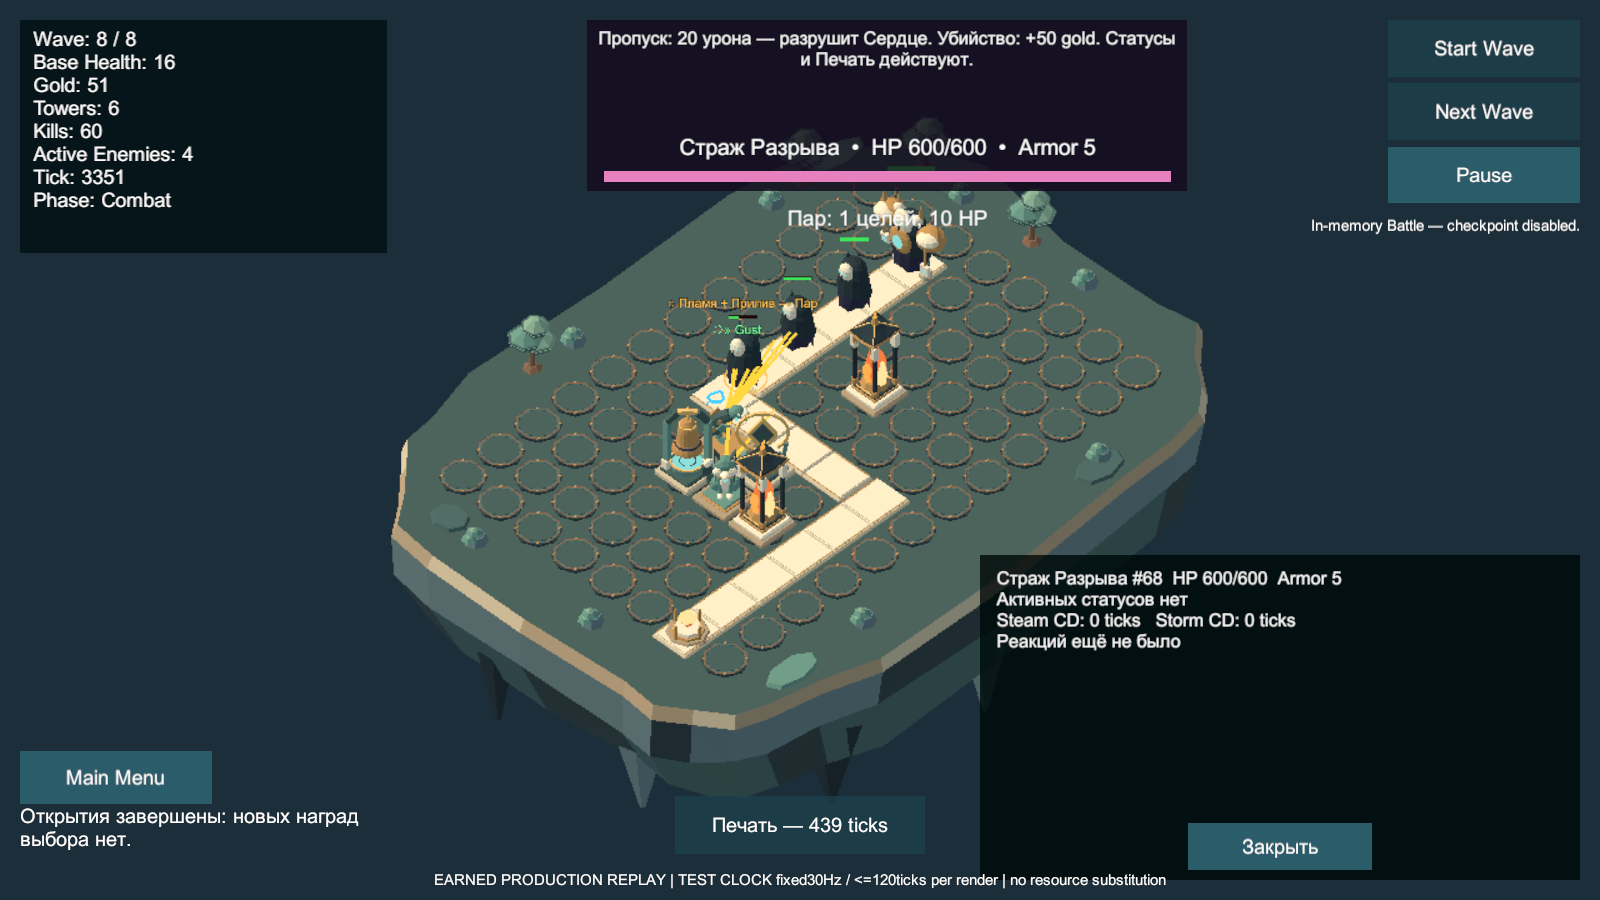 Wave: 8 / 8
Base Health: 16
Gold: 51
Towers: 6
Kills: 60
Active Enemies: 4
Tick: 3351
Phase: Combat
Пропуск: 20 урона — разрушит Сердце. Убийство: +50 gold. Статусы
и Печать действуют.
Страж Разрыва • HP 600/600 • Armor 5
Start Wave
Next Wave
Pause
In-memory Battle — checkpoint disabled.
Пар: 1 целей, 10 HP
Пламя + Прилив → Пар
Gust
Страж Разрыва #68 HP 600/600 Armor 5
Активных статусов нет
Steam CD: 0 ticks Storm CD: 0 ticks
Реакций ещё не было
Закрыть
Main Menu
Открытия завершены: новых наград
выбора нет.
Печать — 439 ticks
EARNED PRODUCTION REPLAY | TEST CLOCK fixed30Hz / <=120ticks per render | no resource substitution